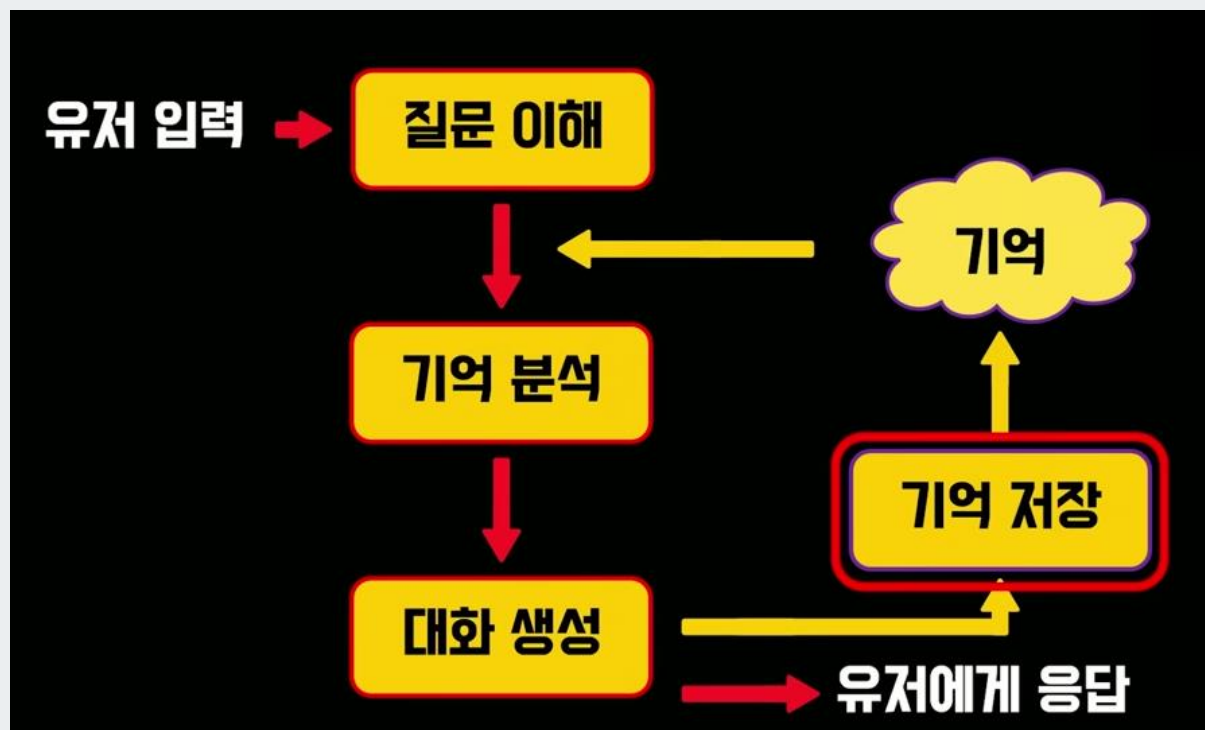 유저 입력
질문 이해
기억
기억 분석
기억 저장
대화 생성
유저에게 응답